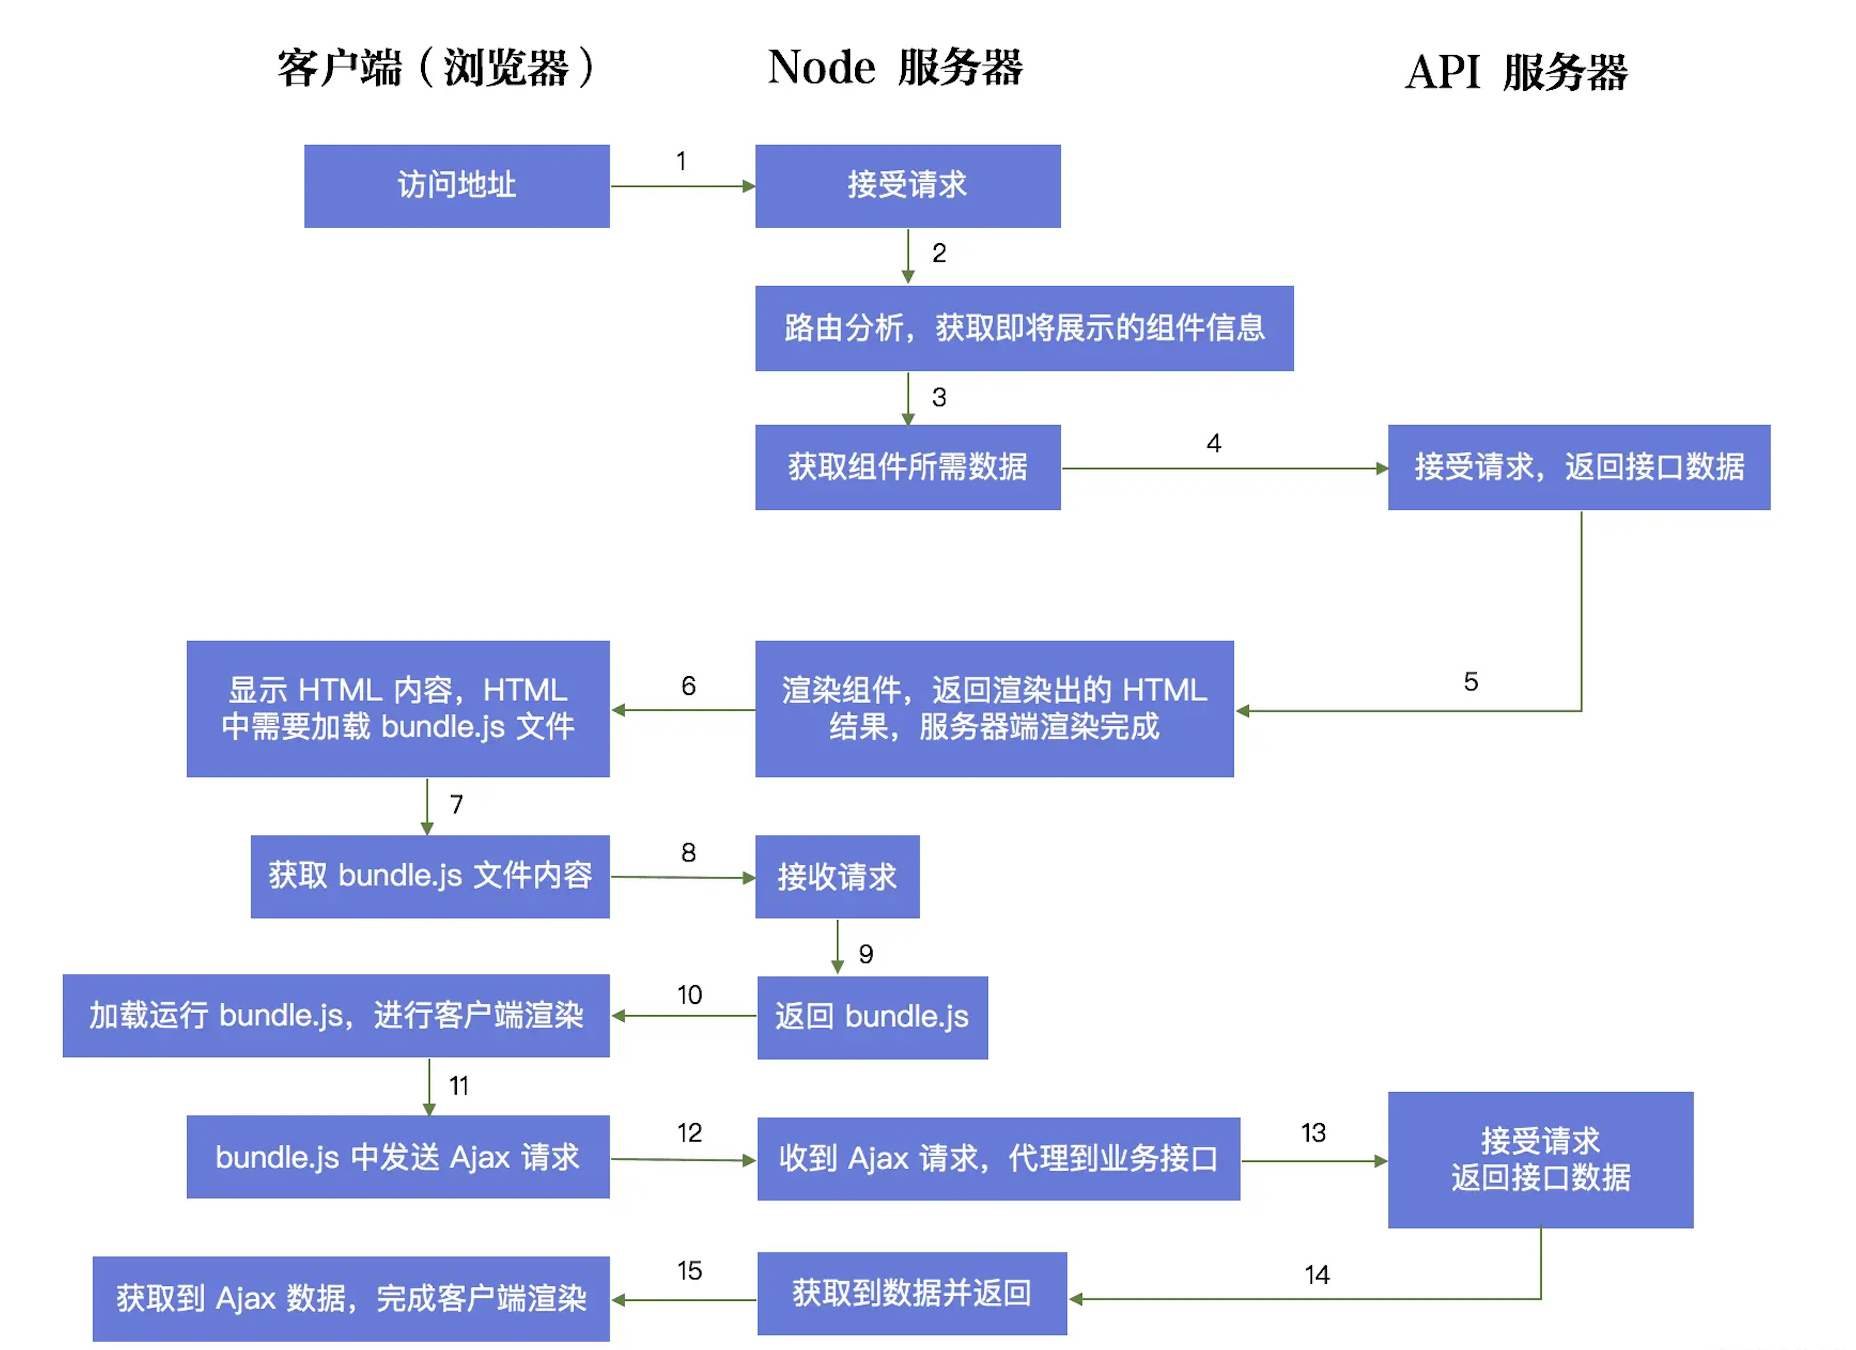 客户端（浏览器）
Node 服务器
API 服务器
访问地址
1
接受请求
2
路由分析，获取即将展示的组件信息
3
获取组件所需数据
4
接受请求，返回接口数据
5
渲染组件，返回渲染出的 HTML
结果，服务器端渲染完成
6
显示 HTML 内容，HTML
中需要加载 bundle.js 文件
7
获取 bundle.js 文件内容
8
接收请求
9
返回 bundle.js
10
加载运行 bundle.js，进行客户端渲染
11
bundle.js 中发送 Ajax 请求
12
收到 Ajax 请求，代理到业务接口
13
接受请求
返回接口数据
14
获取到数据并返回
15
获取到 Ajax 数据，完成客户端渲染